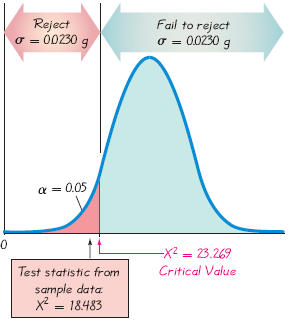 Reject
σ = 0.0230 g
Fail to reject
σ = 0.0230 g
α = 0.05
0
X² = 23.269
Critical Value
Test statistic from
sample data:
X² = 18.483